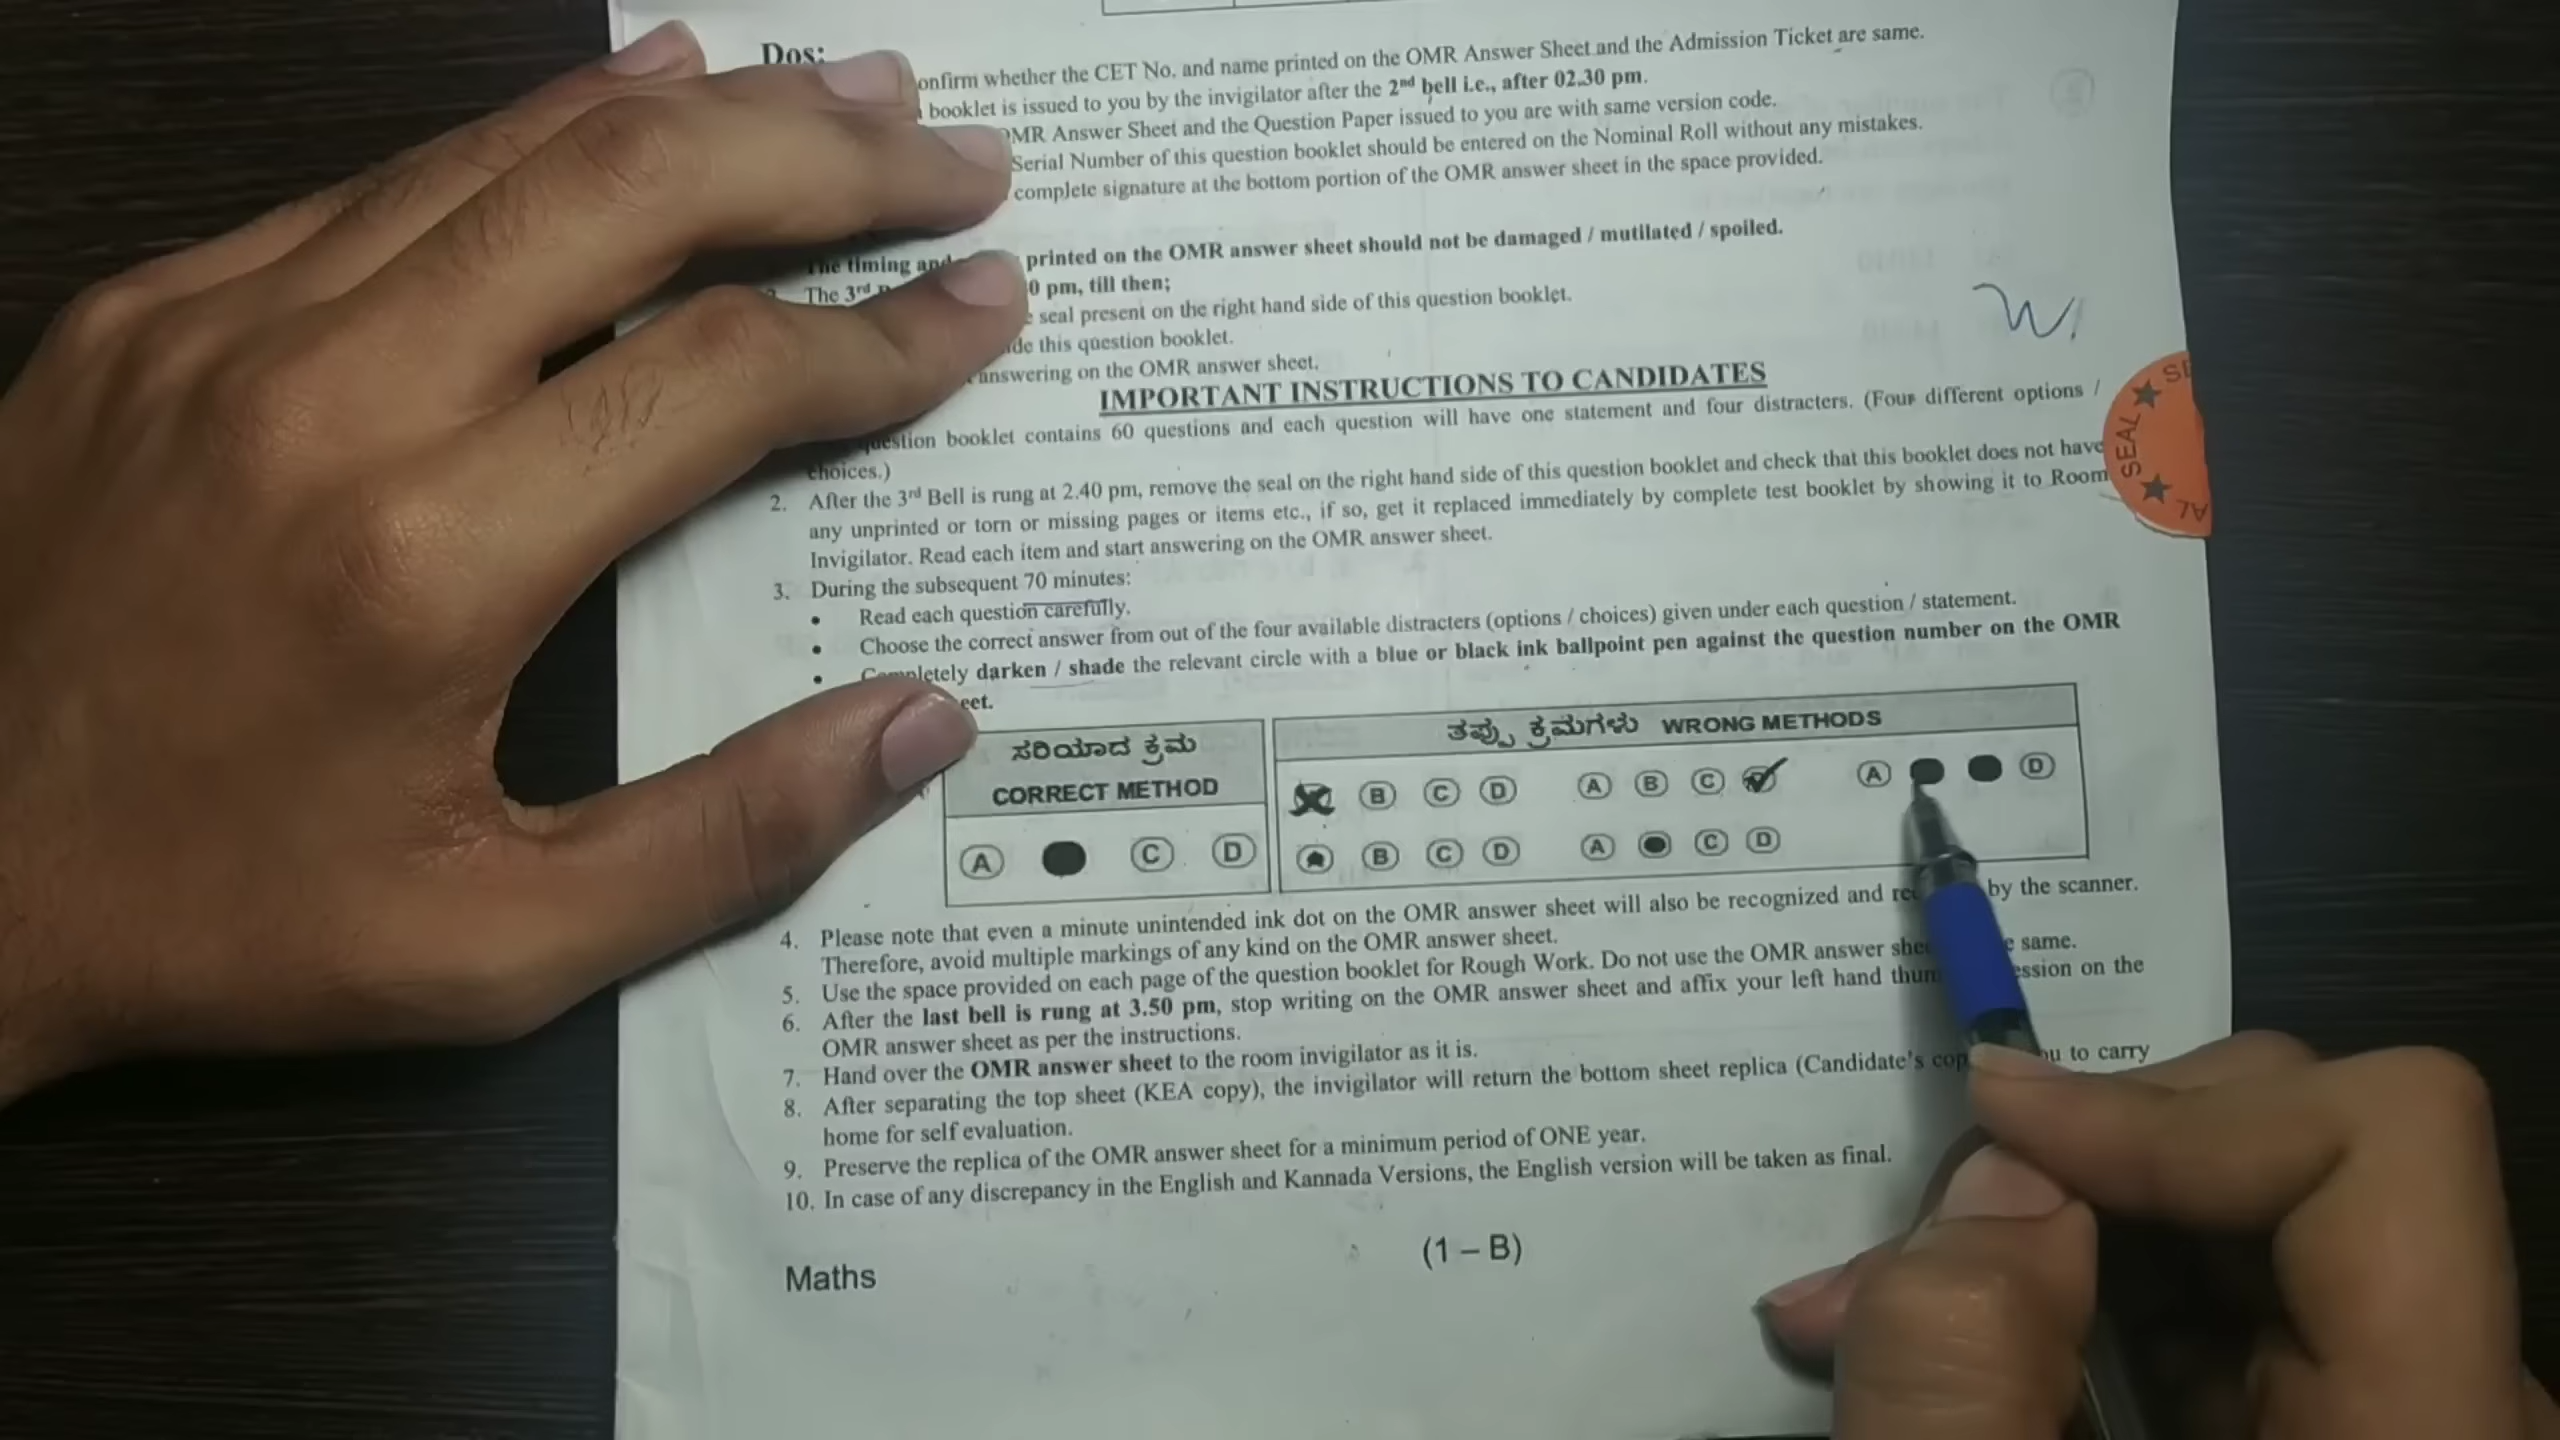 Dos:
onfirm whether the CET No. and name printed on the OMR Answer Sheet and the Admission Ticket are same.
booklet is issued to you by the invigilator after the 2nd bell i.e., after 02.30 pm.
OMR Answer Sheet and the Question Paper issued to you are with same version code.
Serial Number of this question booklet should be entered on the Nominal Roll without any mistakes.
complete signature at the bottom portion of the OMR answer sheet in the space provided.
The timing and printed on the OMR answer sheet should not be damaged / mutilated / spoiled.
The 3rd 0 pm, till then;
seal present on the right hand side of this question booklet.
this question booklet.
answering on the OMR answer sheet.
IMPORTANT INSTRUCTIONS TO CANDIDATES
question booklet contains 60 questions and each question will have one statement and four distracters. (Four different options /
choices.)
2. After the 3rd Bell is rung at 2.40 pm, remove the seal on the right hand side of this question booklet and check that this booklet does not have
any unprinted or torn or missing pages or items etc., if so, get it replaced immediately by complete test booklet by showing it to Room
Invigilator. Read each item and start answering on the OMR answer sheet.
SEAL ★ SE
★ AL
3. During the subsequent 70 minutes:
• Read each question carefully.
• Choose the correct answer from out of the four available distracters (options / choices) given under each question / statement.
• Completely darken / shade the relevant circle with a blue or black ink ballpoint pen against the question number on the OMR
eet.
ಸರಿಯಾದ ಕ್ರಮ
CORRECT METHOD
A C D
ತಪ್ಪು ಕ್ರಮಗಳು WRONG METHODS
B C D A B C A D
B C D A C D
4. Please note that even a minute unintended ink dot on the OMR answer sheet will also be recognized and re by the scanner.
Therefore, avoid multiple markings of any kind on the OMR answer sheet.
5. Use the space provided on each page of the question booklet for Rough Work. Do not use the OMR answer shee same.
6. After the last bell is rung at 3.50 pm, stop writing on the OMR answer sheet and affix your left hand thum ession on the
OMR answer sheet as per the instructions.
7. Hand over the OMR answer sheet to the room invigilator as it is.
8. After separating the top sheet (KEA copy), the invigilator will return the bottom sheet replica (Candidate's cop ou to carry
home for self evaluation.
9. Preserve the replica of the OMR answer sheet for a minimum period of ONE year.
10. In case of any discrepancy in the English and Kannada Versions, the English version will be taken as final.
(1 – B)
Maths